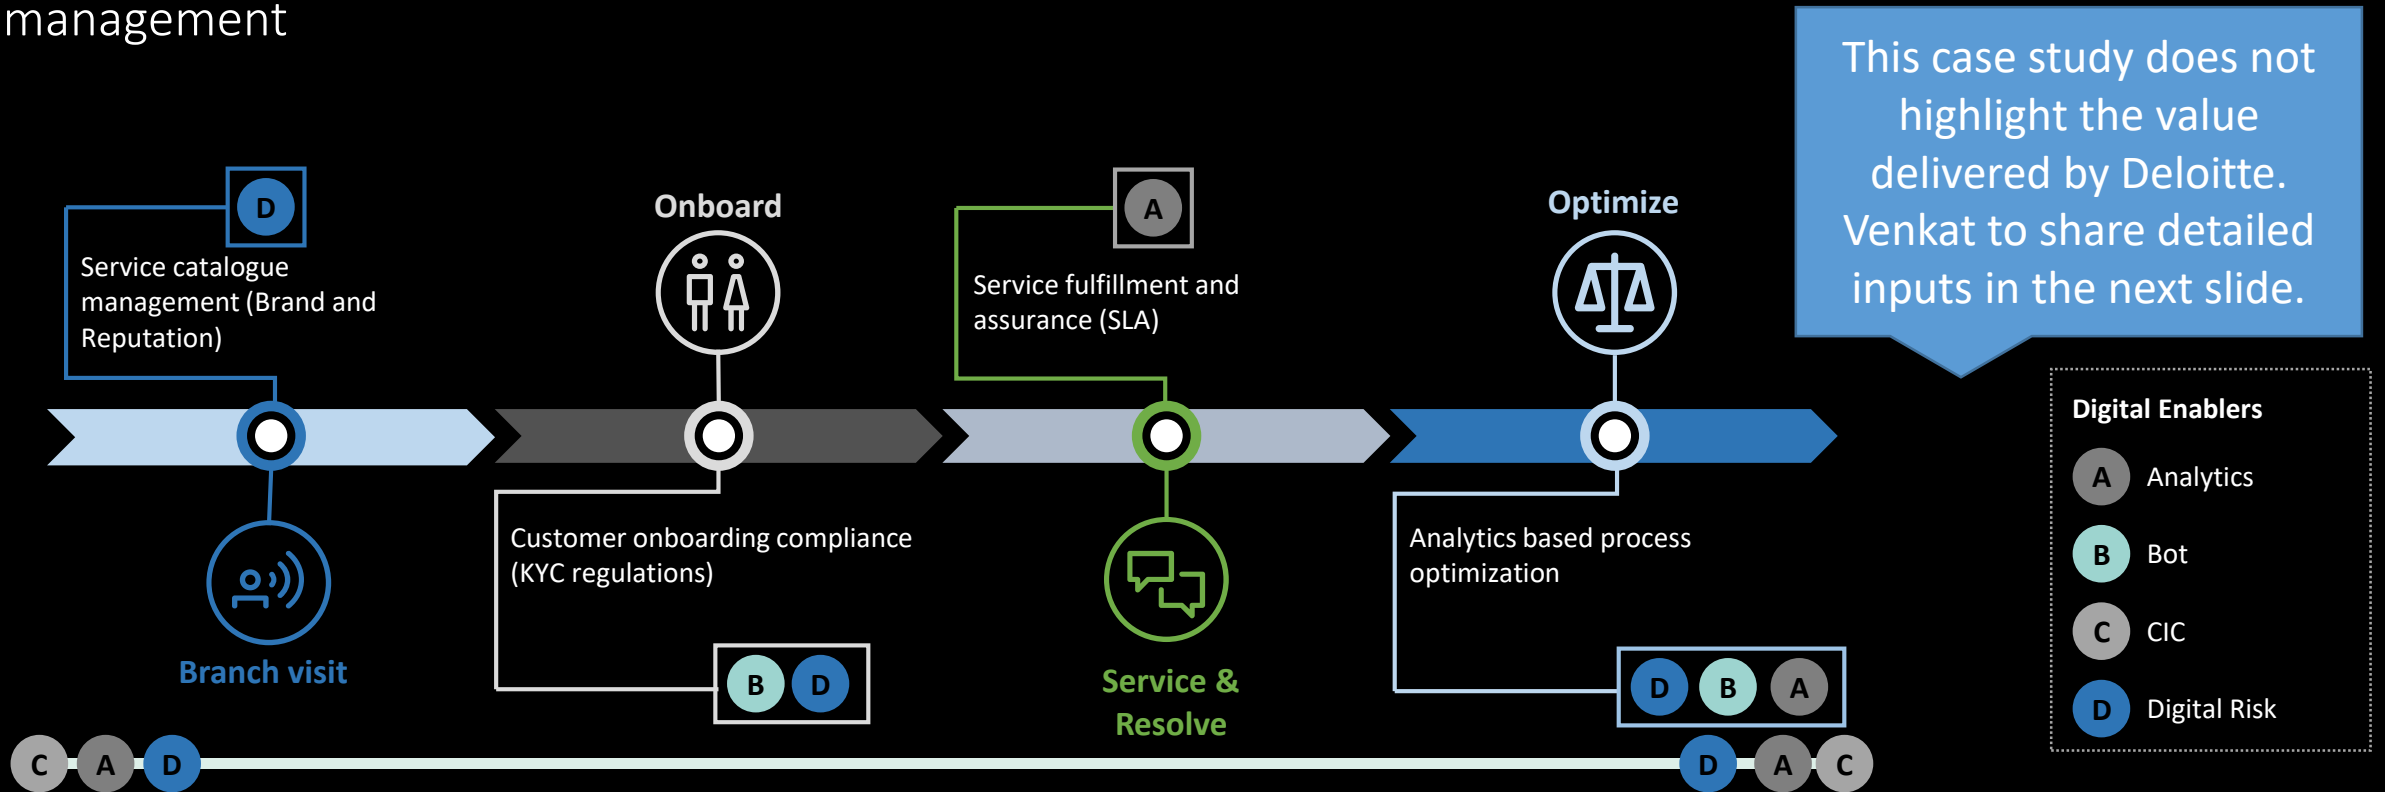 management
This case study does not
highlight the value
delivered by Deloitte.
Venkat to share detailed
inputs in the next slide.
D
Service catalogue
management (Brand and
Reputation)
Branch visit
Onboard
Customer onboarding compliance
(KYC regulations)
B D
A
Service fulfillment and
assurance (SLA)
Service &
Resolve
Optimize
Analytics based process
optimization
D B A
Digital Enablers
A Analytics
B Bot
C CIC
D Digital Risk
C A D
D A C